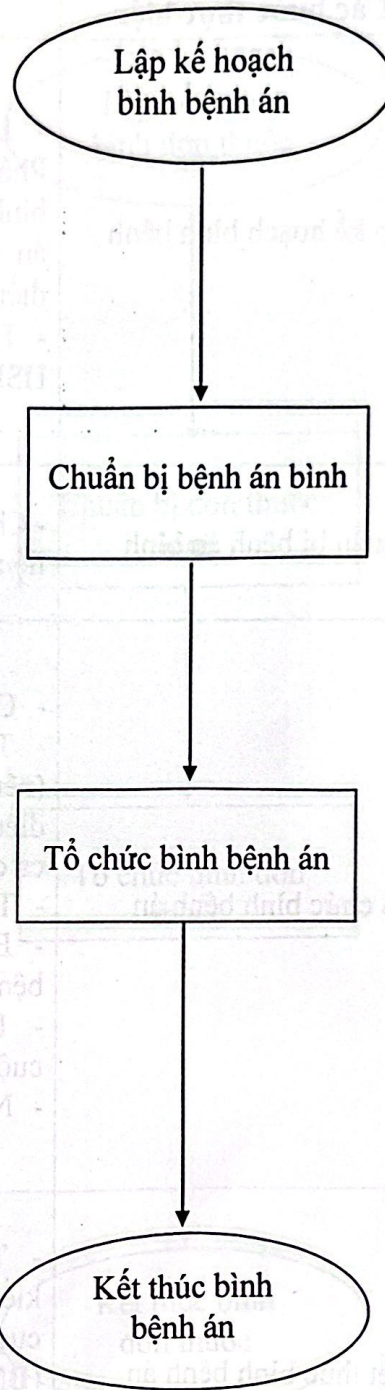 Lập kế hoạch
bình bệnh án
Chuẩn bị bệnh án bình
Tổ chức bình bệnh án
Kết thúc bình
bệnh án